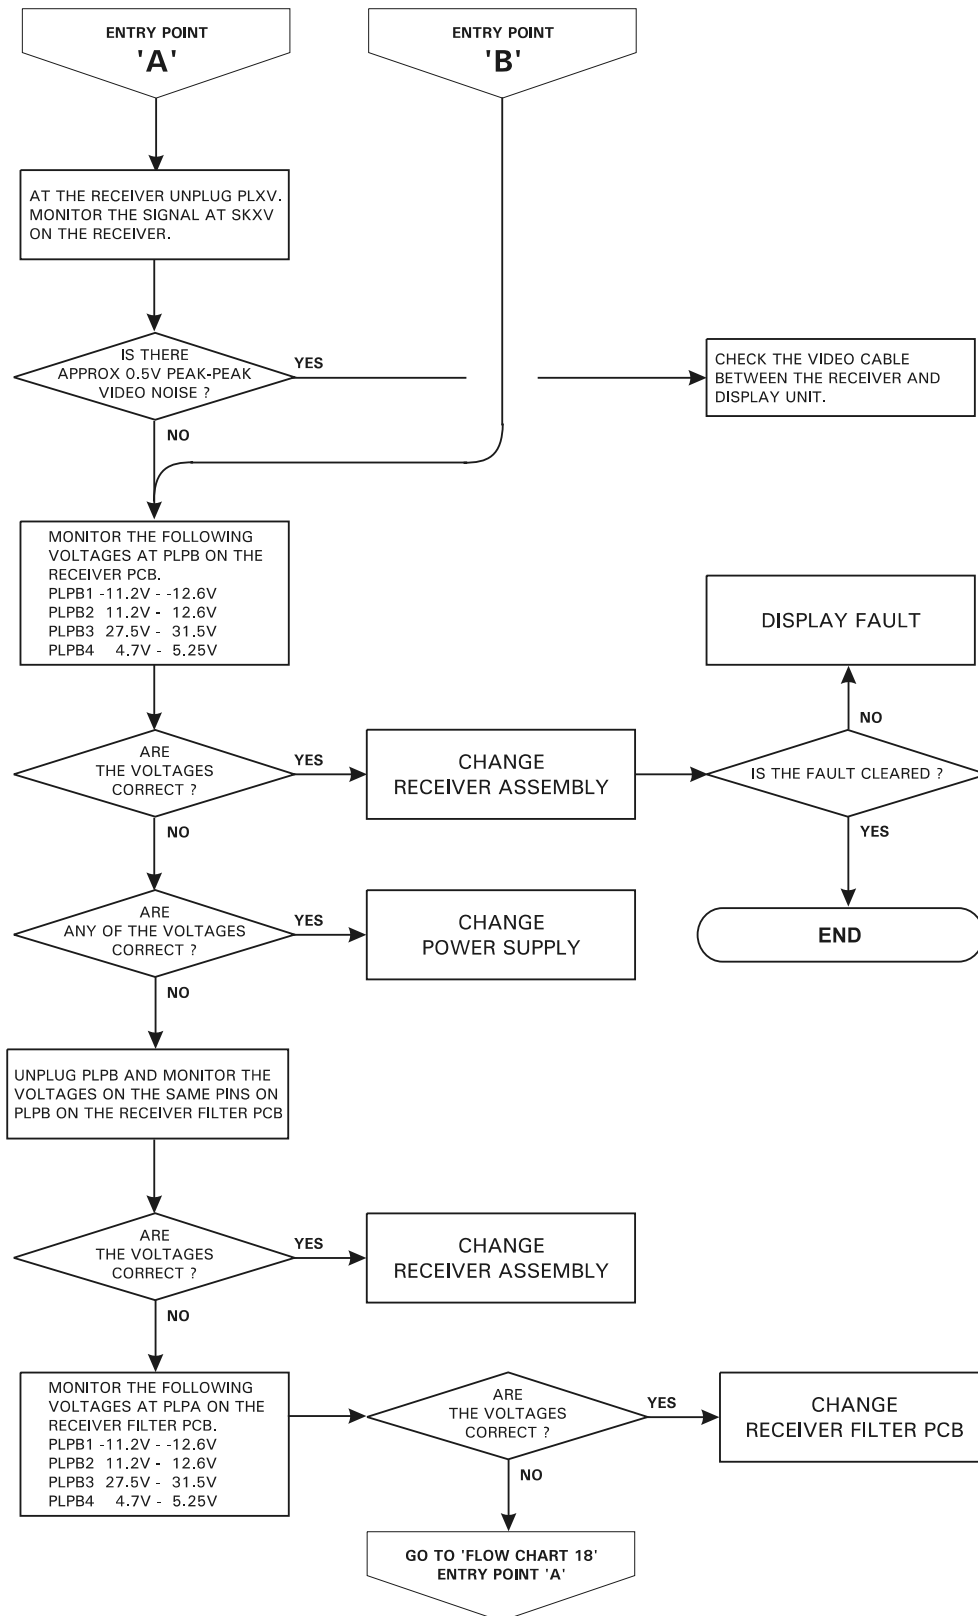 ENTRY POINT
'A'
ENTRY POINT
'B'
AT THE RECEIVER UNPLUG PLXV.
MONITOR THE SIGNAL AT SKXV
ON THE RECEIVER.
IS THERE
APPROX 0.5V PEAK-PEAK
VIDEO NOISE ?
YES
NO
CHECK THE VIDEO CABLE
BETWEEN THE RECEIVER AND
DISPLAY UNIT.
MONITOR THE FOLLOWING
VOLTAGES AT PLPB ON THE
RECEIVER PCB.
PLPB1 -11.2V - -12.6V
PLPB2 11.2V - 12.6V
PLPB3 27.5V - 31.5V
PLPB4 4.7V - 5.25V
ARE
THE VOLTAGES
CORRECT ?
YES
NO
CHANGE
RECEIVER ASSEMBLY
IS THE FAULT CLEARED ?
NO
DISPLAY FAULT
YES
END
ARE
ANY OF THE VOLTAGES
CORRECT ?
YES
NO
CHANGE
POWER SUPPLY
UNPLUG PLPB AND MONITOR THE
VOLTAGES ON THE SAME PINS ON
PLPB ON THE RECEIVER FILTER PCB
ARE
THE VOLTAGES
CORRECT ?
YES
NO
CHANGE
RECEIVER ASSEMBLY
MONITOR THE FOLLOWING
VOLTAGES AT PLPA ON THE
RECEIVER FILTER PCB.
PLPB1 -11.2V - -12.6V
PLPB2 11.2V - 12.6V
PLPB3 27.5V - 31.5V
PLPB4 4.7V - 5.25V
ARE
THE VOLTAGES
CORRECT ?
YES
NO
CHANGE
RECEIVER FILTER PCB
GO TO 'FLOW CHART 18'
ENTRY POINT 'A'